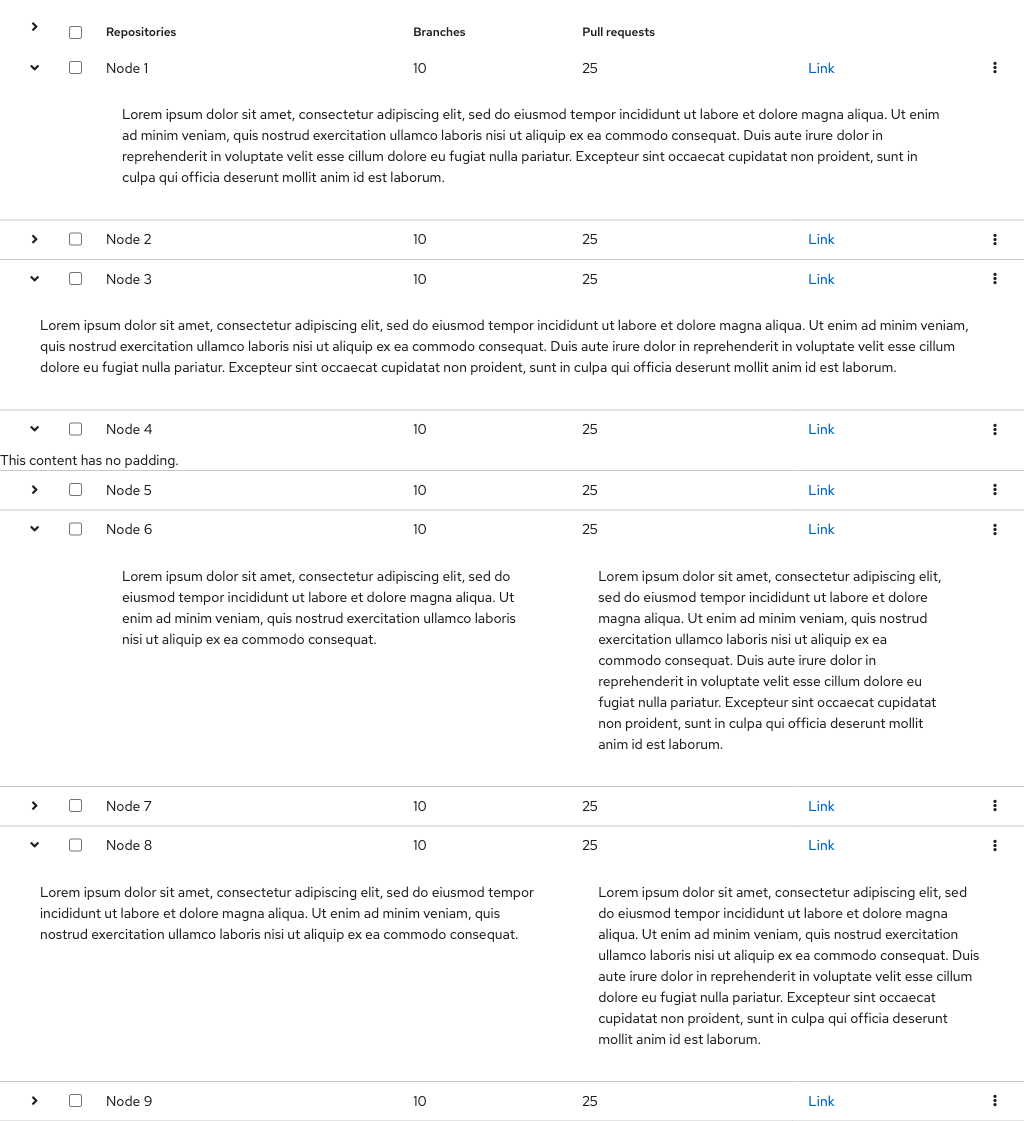 Repositories Branches Pull requests
Node 1 10 25 Link
Lorem ipsum dolor sit amet, consectetur adipiscing elit, sed do eiusmod tempor incididunt ut labore et dolore magna aliqua. Ut enim
ad minim veniam, quis nostrud exercitation ullamco laboris nisi ut aliquip ex ea commodo consequat. Duis aute irure dolor in
reprehenderit in voluptate velit esse cillum dolore eu fugiat nulla pariatur. Excepteur sint occaecat cupidatat non proident, sunt in
culpa qui officia deserunt mollit anim id est laborum.
Node 2 10 25 Link
Node 3 10 25 Link
Lorem ipsum dolor sit amet, consectetur adipiscing elit, sed do eiusmod tempor incididunt ut labore et dolore magna aliqua. Ut enim ad minim veniam,
quis nostrud exercitation ullamco laboris nisi ut aliquip ex ea commodo consequat. Duis aute irure dolor in reprehenderit in voluptate velit esse cillum
dolore eu fugiat nulla pariatur. Excepteur sint occaecat cupidatat non proident, sunt in culpa qui officia deserunt mollit anim id est laborum.
Node 4 10 25 Link
This content has no padding.
Node 5 10 25 Link
Node 6 10 25 Link
Lorem ipsum dolor sit amet, consectetur adipiscing elit, sed do
eiusmod tempor incididunt ut labore et dolore magna aliqua. Ut
enim ad minim veniam, quis nostrud exercitation ullamco laboris
nisi ut aliquip ex ea commodo consequat.
Lorem ipsum dolor sit amet, consectetur adipiscing elit,
sed do eiusmod tempor incididunt ut labore et dolore
magna aliqua. Ut enim ad minim veniam, quis nostrud
exercitation ullamco laboris nisi ut aliquip ex ea
commodo consequat. Duis aute irure dolor in
reprehenderit in voluptate velit esse cillum dolore eu
fugiat nulla pariatur. Excepteur sint occaecat cupidatat
non proident, sunt in culpa qui officia deserunt mollit
anim id est laborum.
Node 7 10 25 Link
Node 8 10 25 Link
Lorem ipsum dolor sit amet, consectetur adipiscing elit, sed do eiusmod tempor
incididunt ut labore et dolore magna aliqua. Ut enim ad minim veniam, quis
nostrud exercitation ullamco laboris nisi ut aliquip ex ea commodo consequat.
Lorem ipsum dolor sit amet, consectetur adipiscing elit, sed
do eiusmod tempor incididunt ut labore et dolore magna
aliqua. Ut enim ad minim veniam, quis nostrud exercitation
ullamco laboris nisi ut aliquip ex ea commodo consequat. Duis
aute irure dolor in reprehenderit in voluptate velit esse cillum
dolore eu fugiat nulla pariatur. Excepteur sint occaecat
cupidatat non proident, sunt in culpa qui officia deserunt
mollit anim id est laborum.
Node 9 10 25 Link